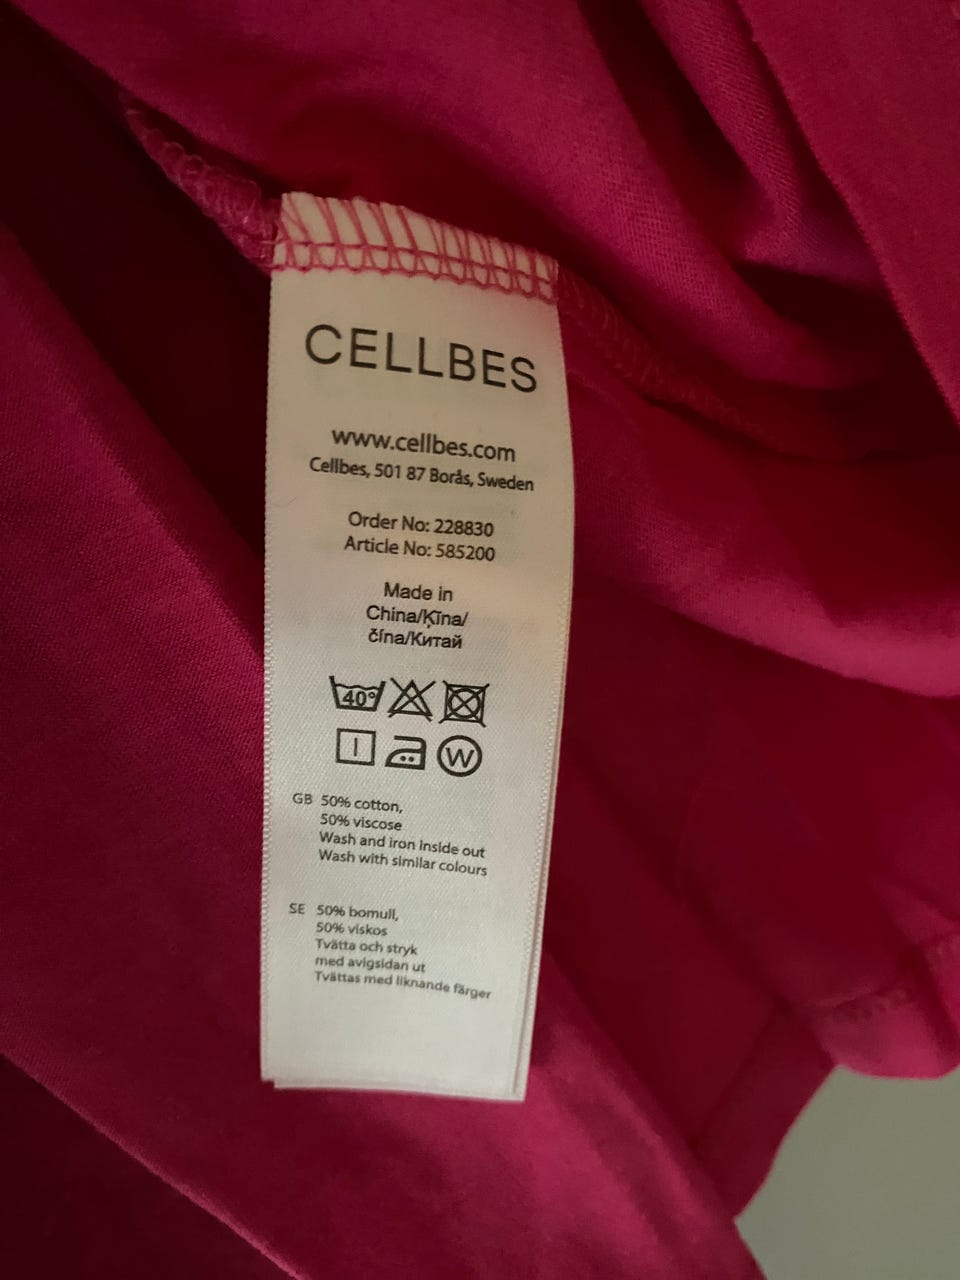 CELLBES
www.cellbes.com
Cellbes, 501 87 Borås, Sweden
Order No: 228830
Article No: 585200
Made in
China/Ķīna/
čína/Китай
40°
W
GB 50% cotton,
50% viscose
Wash and iron inside out
Wash with similar colours
SE 50% bomull,
50% viskos
Tvätta och stryk
med avigsidan ut
Tvättas med liknande färger